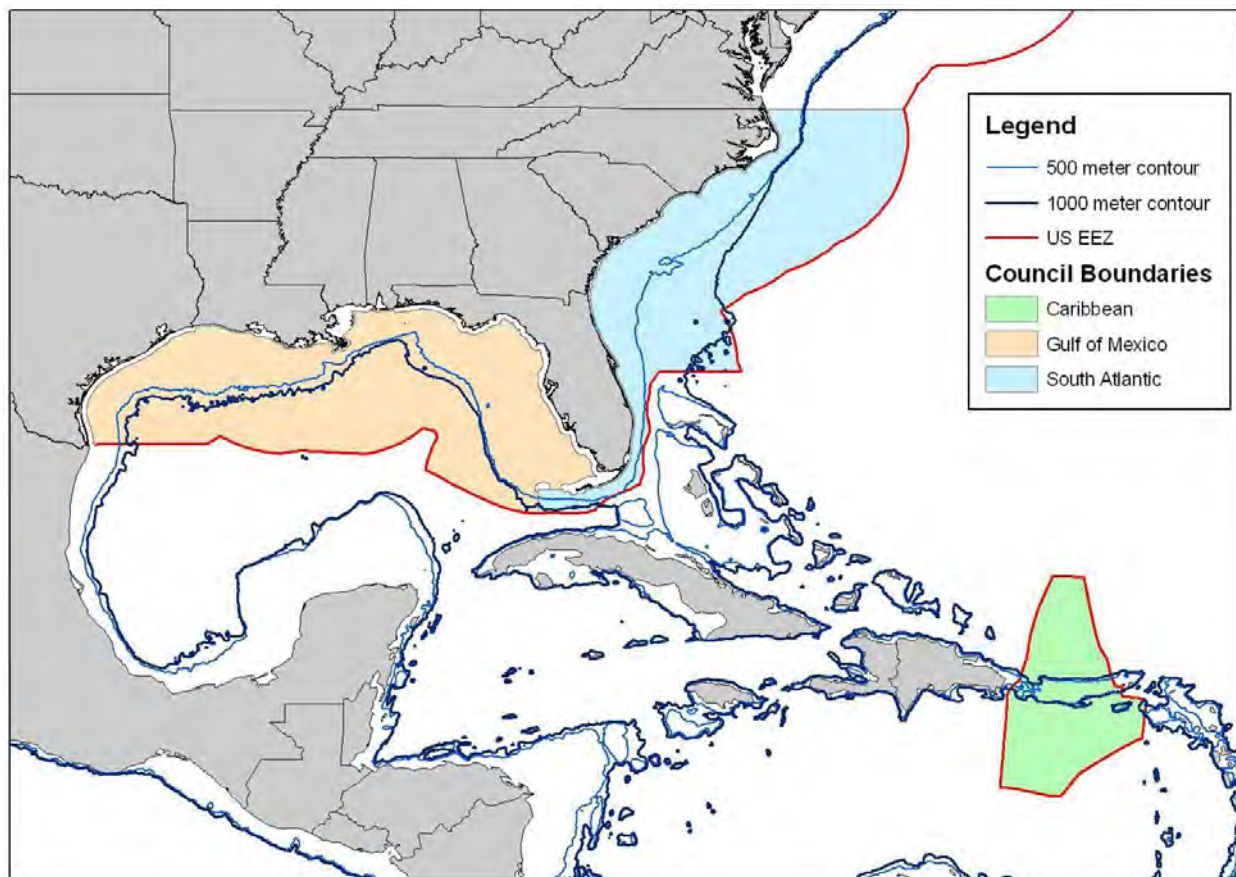 Legend
500 meter contour
1000 meter contour
US EEZ
Council Boundaries
Caribbean
Gulf of Mexico
South Atlantic